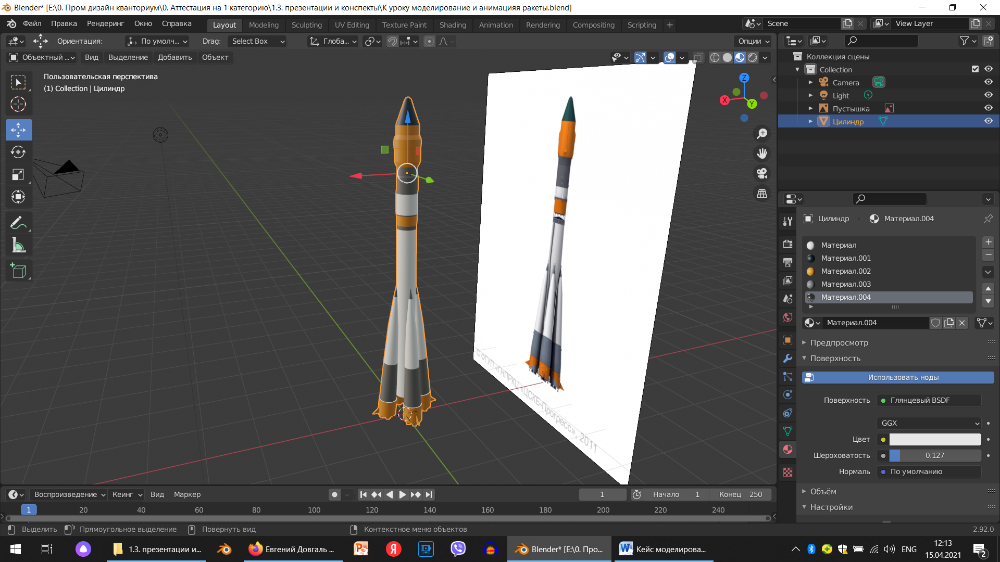 Blender* [E:\0. Пром дизайн кванториум\0. Аттестация на 1 категорию\1.3. презентации и конспекты\К уроку моделирование и анимацияя ракеты.blend]
Файл Правка Рендеринг Окно Справка Layout Modeling Sculpting UV Editing Texture Paint Shading Animation Rendering Compositing Scripting + Scene View Layer
Ориентация: По умолч... Drag: Select Box Глоба... Опции
Объектный ... Вид Выделение Добавить Объект
Пользовательская перспектива
(1) Collection | Цилиндр
Z
X
Y
© ФГУП «ГНПРКЦ «ЦСКБ-Прогресс», 2011
Коллекция сцены
Collection
Camera
Light
Пустышка
Цилиндр
Цилиндр Материал.004
Материал
Материал.001
Материал.002
Материал.003
Материал.004
Материал.004
Предпросмотр
Поверхность
Использовать ноды
Поверхность Глянцевый BSDF
GGX
Цвет
Шероховатость 0.127
Нормаль По умолчанию
Объём
Настройки
Воспроизведение Кеинг Вид Маркер 1 Начало 1 Конец 250
1 20 40 60 80 100 120 140 160 180 200 220 240
Выделить Прямоугольное выделение Повернуть вид Контекстное меню объектов 2.92.0
1.3. презентации и... Евгений Довгаль ... Я Blender* [E:\0. Про... Кейс моделирова... ENG 12:13
15.04.2021
2